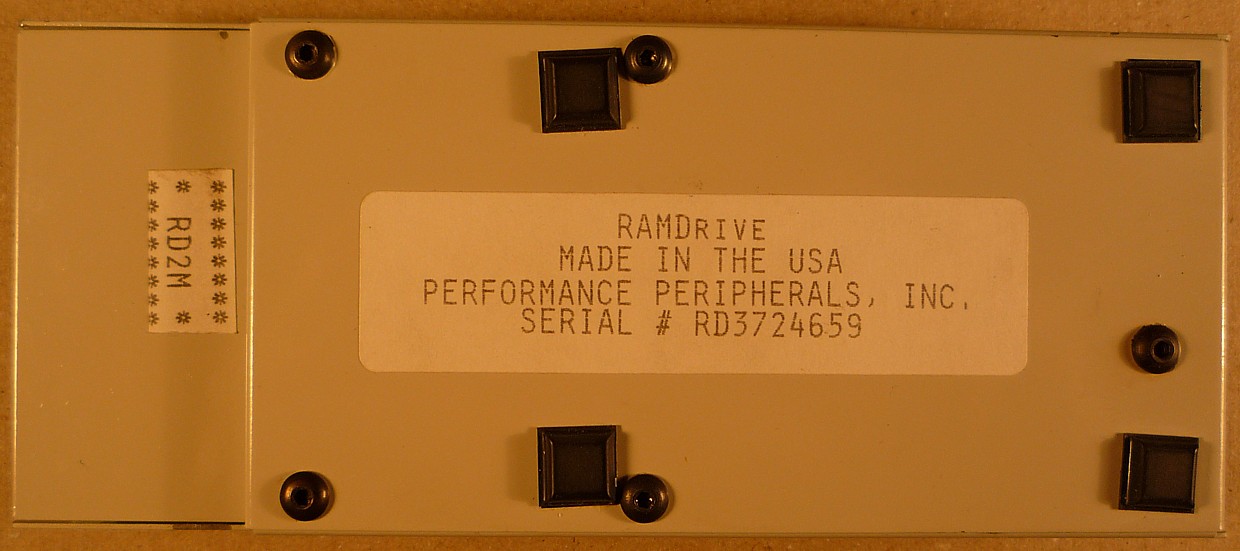 RAMDRIVE
MADE IN THE USA
PERFORMANCE PERIPHERALS, INC.
SERIAL # RD3724659
* * * * * * * *
* RD2M *
* * * * * * * *